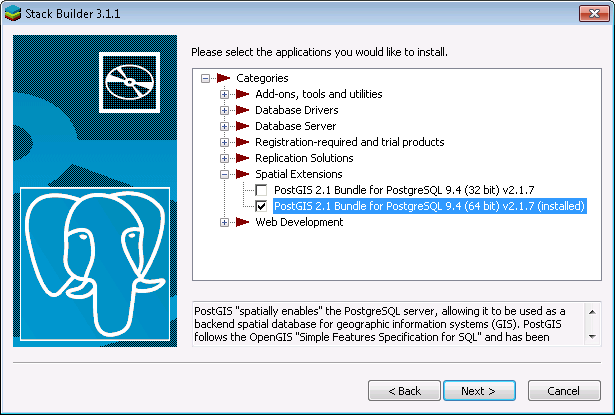 Stack Builder 3.1.1
Please select the applications you would like to install.
Categories
Add-ons, tools and utilities
Database Drivers
Database Server
Registration-required and trial products
Replication Solutions
Spatial Extensions
PostGIS 2.1 Bundle for PostgreSQL 9.4 (32 bit) v2.1.7
PostGIS 2.1 Bundle for PostgreSQL 9.4 (64 bit) v2.1.7 (installed)
Web Development
PostGIS "spatially enables" the PostgreSQL server, allowing it to be used as a
backend spatial database for geographic information systems (GIS). PostGIS
follows the OpenGIS "Simple Features Specification for SQL" and has been
< Back
Next >
Cancel